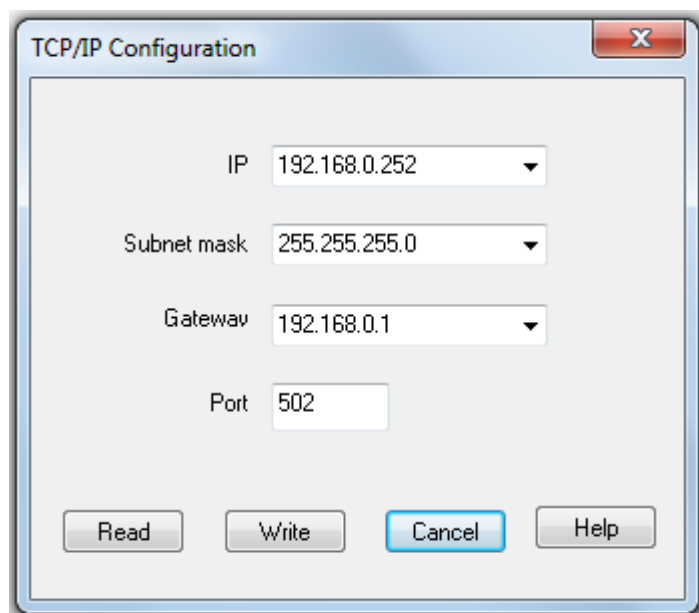 TCP/IP Configuration
IP 192.168.0.252
Subnet mask 255.255.255.0
Gateway 192.168.0.1
Port 502
Read Write Cancel Help